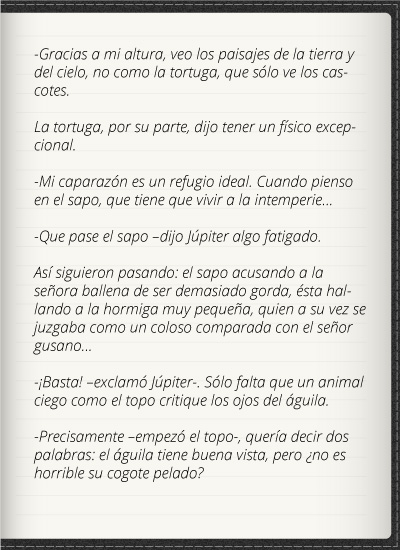 -Gracias a mi altura, veo los paisajes de la tierra y
del cielo, no como la tortuga, que sólo ve los cas-
cotes.
La tortuga, por su parte, dijo tener un físico excep-
cional.
-Mi caparazón es un refugio ideal. Cuando pienso
en el sapo, que tiene que vivir a la intemperie...
-Que pase el sapo –dijo Júpiter algo fatigado.
Así siguieron pasando: el sapo acusando a la
señora ballena de ser demasiado gorda, ésta hal-
lando a la hormiga muy pequeña, quien a su vez se
juzgaba como un coloso comparada con el señor
gusano...
-¡Basta! –exclamó Júpiter-. Sólo falta que un animal
ciego como el topo critique los ojos del águila.
-Precisamente –empezó el topo-, quería decir dos
palabras: el águila tiene buena vista, pero ¿no es
horrible su cogote pelado?